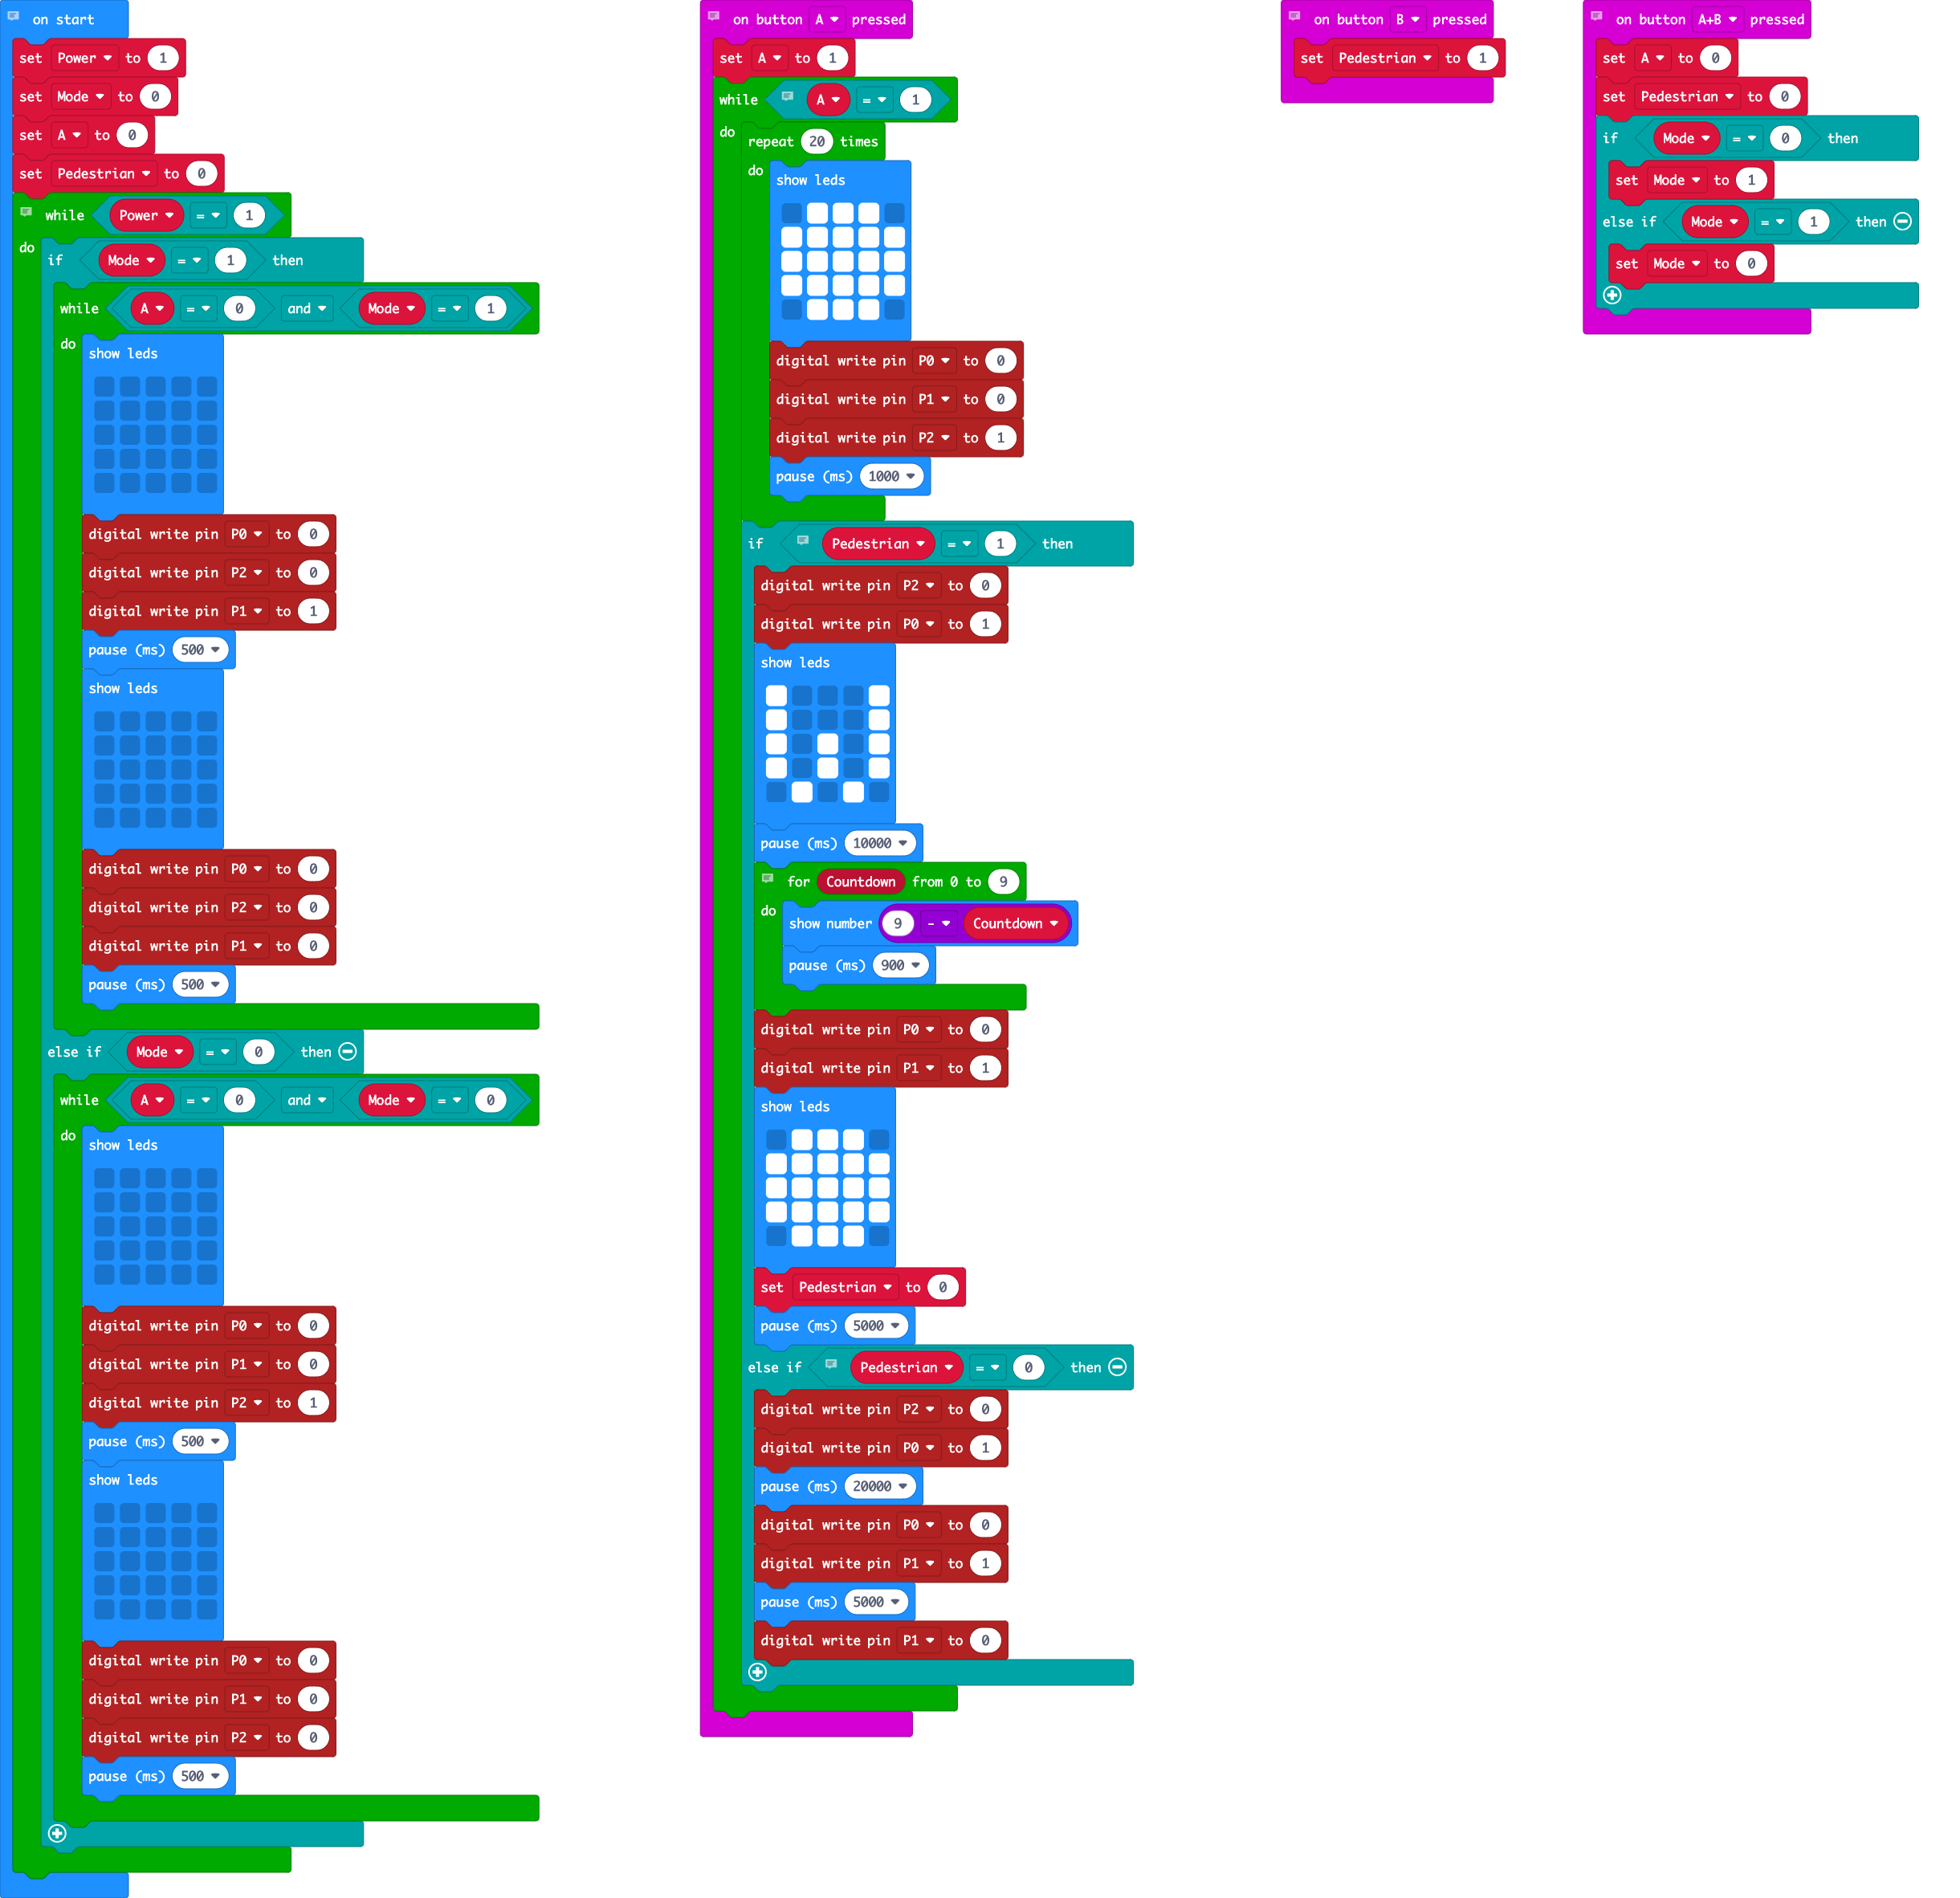 on start
set Power to 1
set Mode to 0
set A to 0
set Pedestrian to 0
while Power = 1
do
if Mode = 1 then
while A = 0 and Mode = 1
do
show leds
digital write pin P0 to 0
digital write pin P2 to 0
digital write pin P1 to 1
pause (ms) 500
show leds
digital write pin P0 to 0
digital write pin P2 to 0
digital write pin P1 to 0
pause (ms) 500
else if Mode = 0 then
while A = 0 and Mode = 0
do
show leds
digital write pin P0 to 0
digital write pin P1 to 0
digital write pin P2 to 1
pause (ms) 500
show leds
digital write pin P0 to 0
digital write pin P1 to 0
digital write pin P2 to 0
pause (ms) 500
on button A pressed
set A to 1
while A = 1
do
repeat 20 times
do
show leds
digital write pin P0 to 0
digital write pin P1 to 0
digital write pin P2 to 1
pause (ms) 1000
if Pedestrian = 1 then
digital write pin P2 to 0
digital write pin P0 to 1
show leds
pause (ms) 10000
for Countdown from 0 to 9
do
show number 9 - Countdown
pause (ms) 900
digital write pin P0 to 0
digital write pin P1 to 1
show leds
set Pedestrian to 0
pause (ms) 5000
else if Pedestrian = 0 then
digital write pin P2 to 0
digital write pin P0 to 1
pause (ms) 20000
digital write pin P0 to 0
digital write pin P1 to 1
pause (ms) 5000
digital write pin P1 to 0
on button B pressed
set Pedestrian to 1
on button A+B pressed
set A to 0
set Pedestrian to 0
if Mode = 0 then
set Mode to 1
else if Mode = 1 then
set Mode to 0